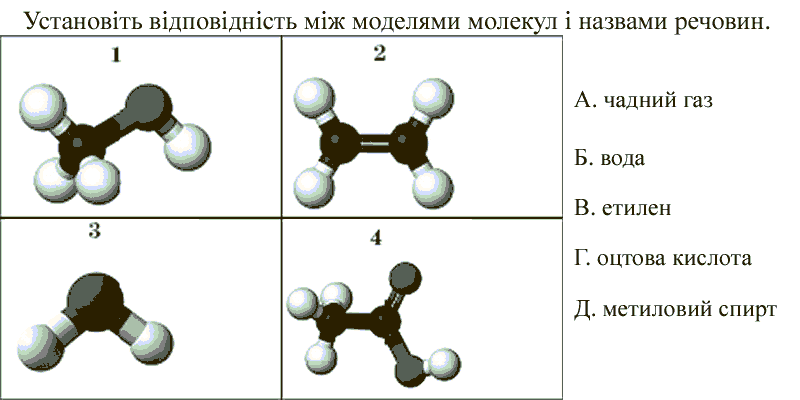 Установіть відповідність між моделями молекул і назвами речовин.
1
2
3
4
А. чадний газ
Б. вода
В. етилен
Г. оцтова кислота
Д. метиловий спирт